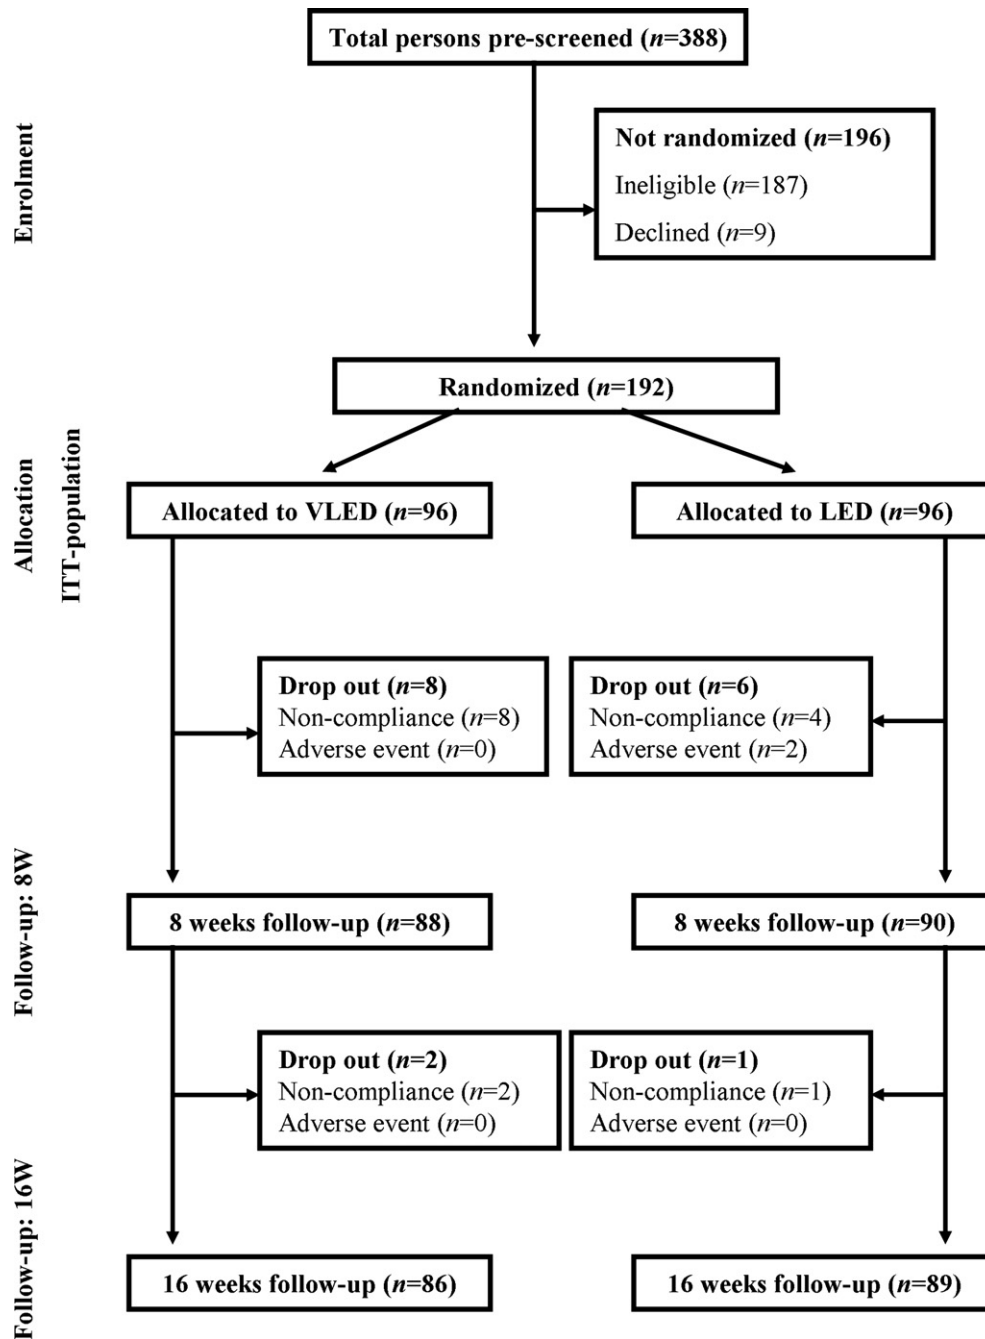 Total persons pre-screened (n=388)
Enrolment
Not randomized (n=196)
Ineligible (n=187)
Declined (n=9)
Randomized (n=192)
Allocation
ITT-population
Allocated to VLED (n=96)
Allocated to LED (n=96)
Drop out (n=8)
Non-compliance (n=8)
Adverse event (n=0)
Drop out (n=6)
Non-compliance (n=4)
Adverse event (n=2)
Follow-up: 8W
8 weeks follow-up (n=88)
8 weeks follow-up (n=90)
Drop out (n=2)
Non-compliance (n=2)
Adverse event (n=0)
Drop out (n=1)
Non-compliance (n=1)
Adverse event (n=0)
Follow-up: 16W
16 weeks follow-up (n=86)
16 weeks follow-up (n=89)